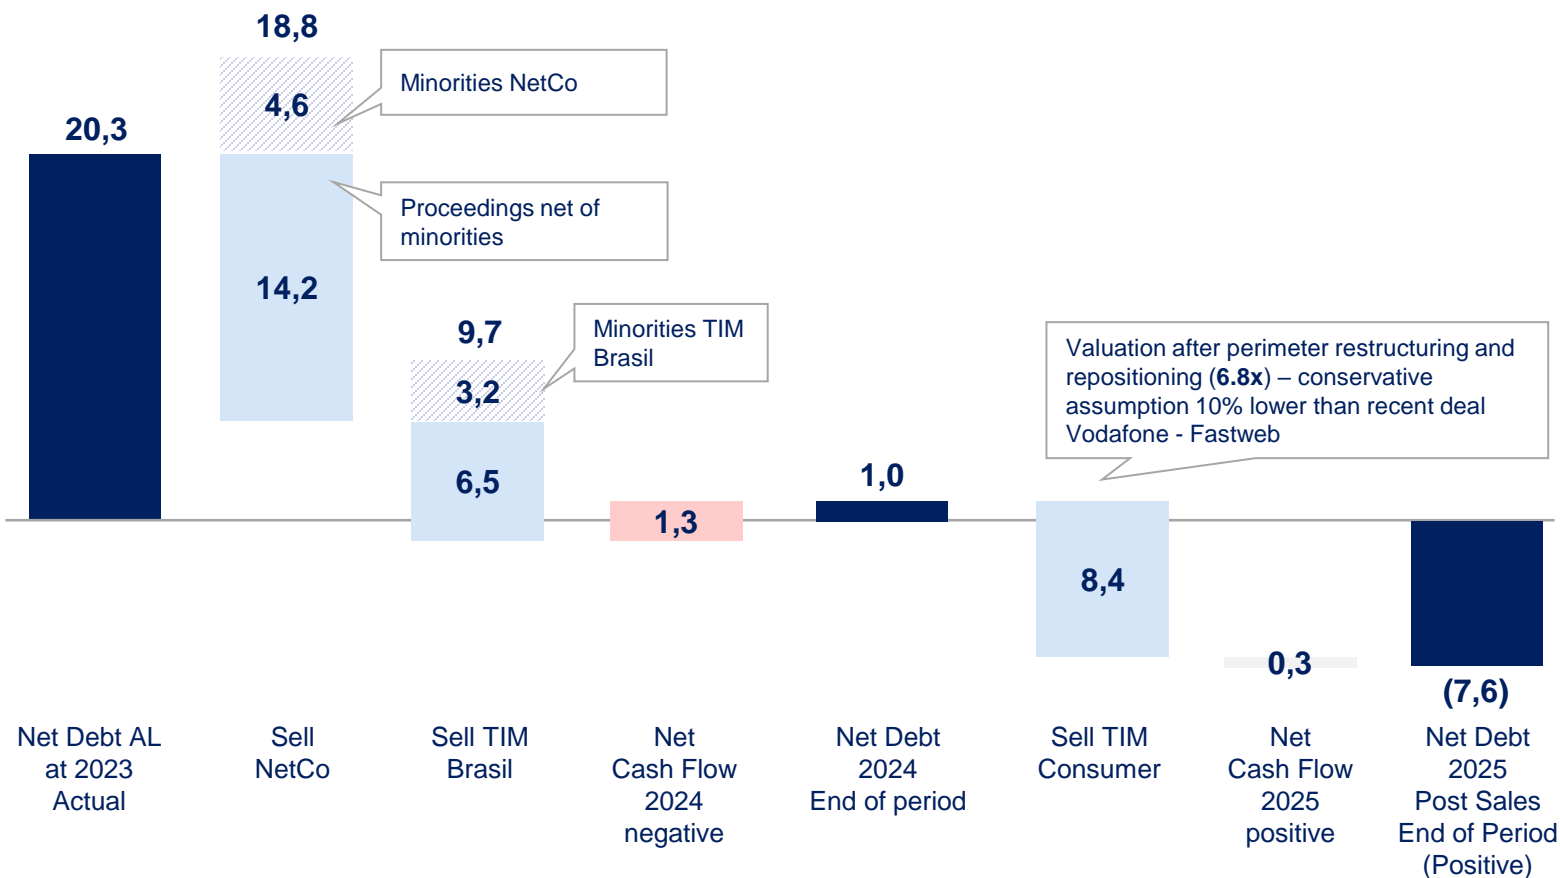 18,8
Minorities NetCo
4,6
20,3
Proceedings net of
minorities
14,2
9,7
Minorities TIM
Brasil
3,2
6,5
Valuation after perimeter restructuring and
repositioning (6.8x) – conservative
assumption 10% lower than recent deal
Vodafone - Fastweb
1,3
1,0
8,4
0,3
(7,6)
Net Debt AL
at 2023
Actual
Sell
NetCo
Sell TIM
Brasil
Net
Cash Flow
2024
negative
Net Debt
2024
End of period
Sell TIM
Consumer
Net
Cash Flow
2025
positive
Net Debt
2025
Post Sales
End of Period
(Positive)